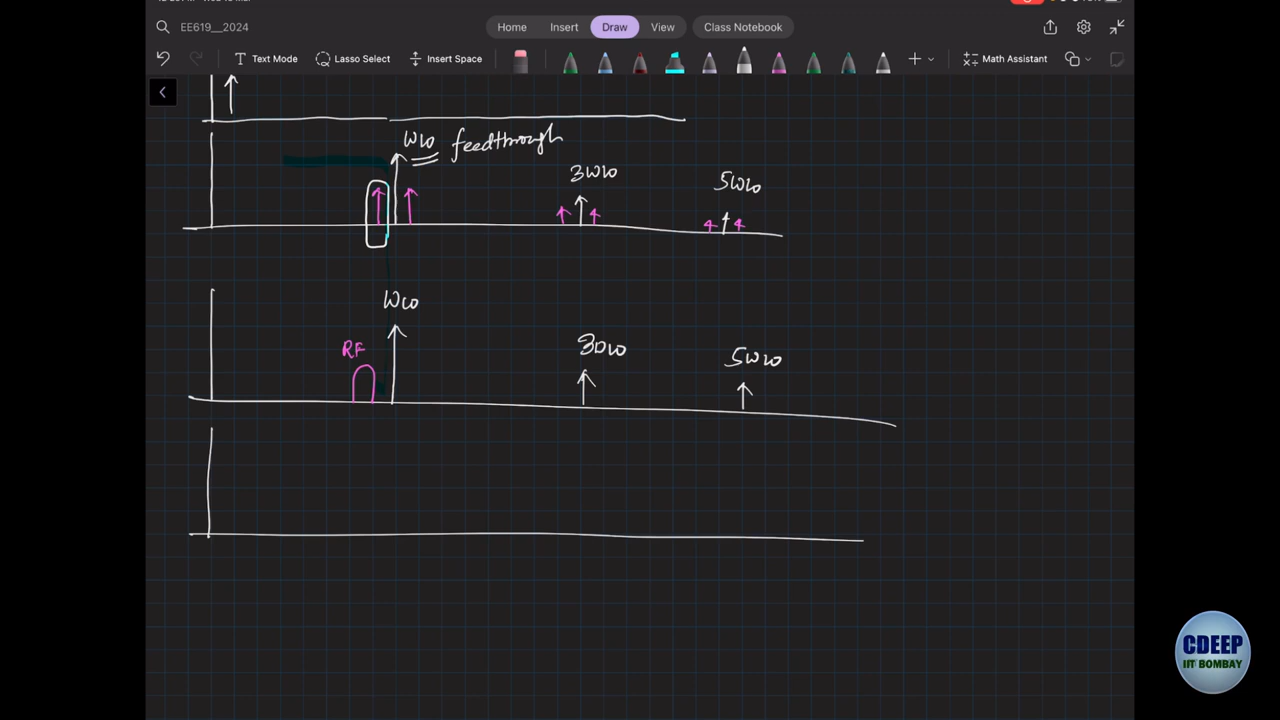 EE619__2024
Home Insert Draw View Class Notebook
Text Mode Lasso Select Insert Space Math Assistant
ωLO feedthrough
3ωLO
5ωLO
ωLO
RF
3ωLO
5ωLO
CDEEP
IIT BOMBAY